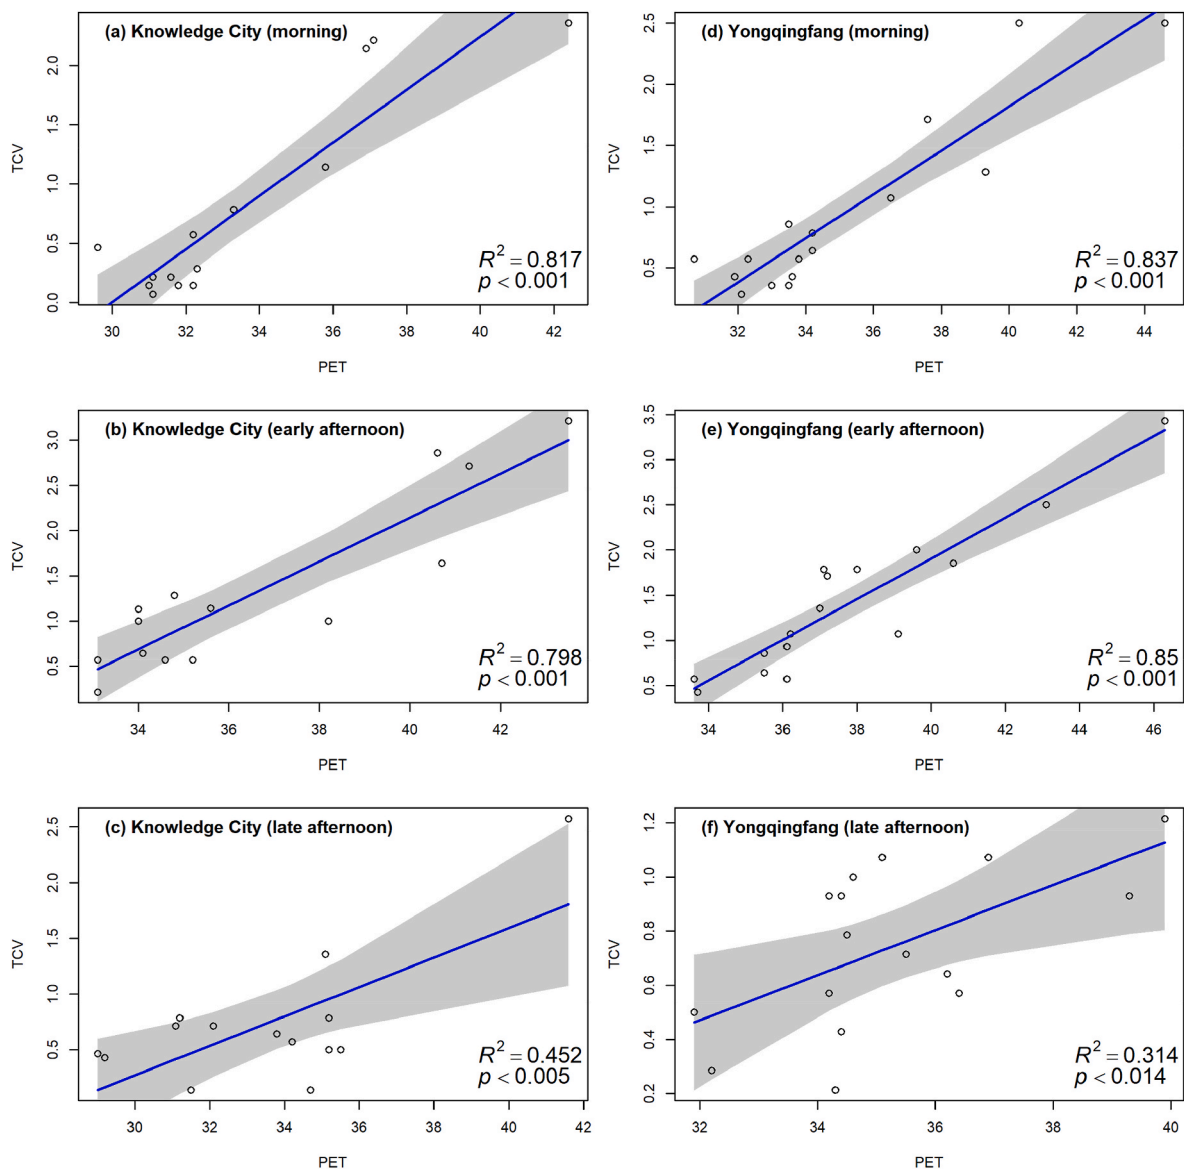 (a) Knowledge City (morning)
TCV
0.0 0.5 1.0 1.5 2.0
R² = 0.817
p < 0.001
30 32 34 36 38 40 42
PET
(d) Yongqingfang (morning)
TCV
0.5 1.0 1.5 2.0 2.5
R² = 0.837
p < 0.001
32 34 36 38 40 42 44
PET
(b) Knowledge City (early afternoon)
TCV
0.5 1.0 1.5 2.0 2.5 3.0
R² = 0.798
p < 0.001
34 36 38 40 42
PET
(e) Yongqingfang (early afternoon)
TCV
0.5 1.0 1.5 2.0 2.5 3.0 3.5
R² = 0.85
p < 0.001
34 36 38 40 42 44 46
PET
(c) Knowledge City (late afternoon)
TCV
0.5 1.0 1.5 2.0 2.5
R² = 0.452
p < 0.005
30 32 34 36 38 40 42
PET
(f) Yongqingfang (late afternoon)
TCV
0.2 0.4 0.6 0.8 1.0 1.2
R² = 0.314
p < 0.014
32 34 36 38 40
PET